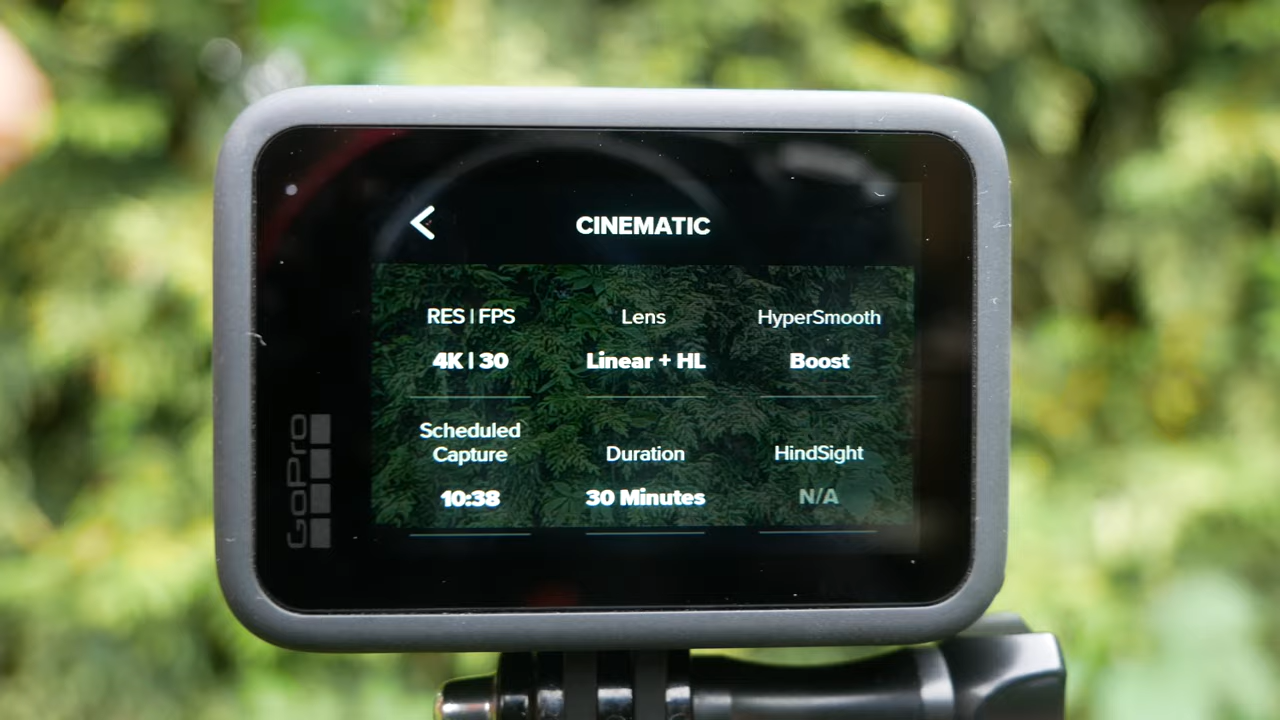 CINEMATIC
RES | FPS
4K | 30
Lens
Linear + HL
HyperSmooth
Boost
Scheduled
Capture
10:38
Duration
30 Minutes
HindSight
N/A
GoPro